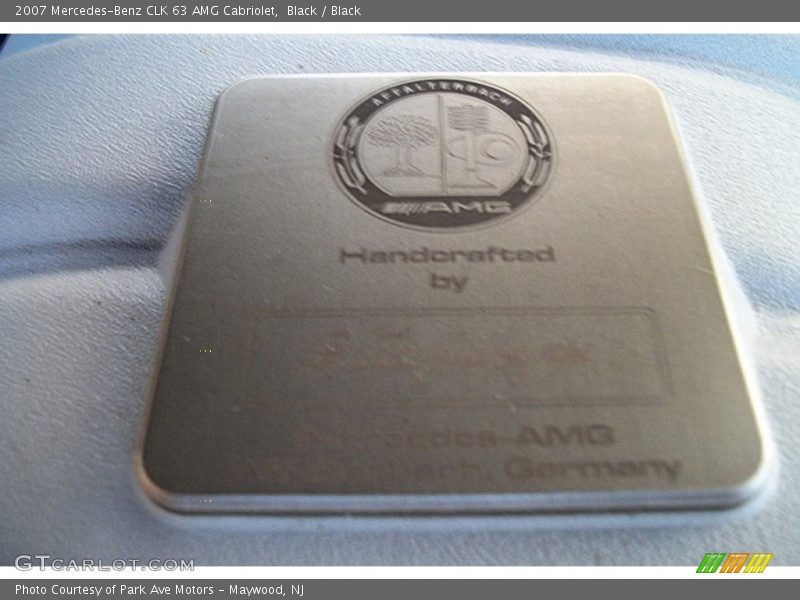 2007 Mercedes-Benz CLK 63 AMG Cabriolet, Black / Black
AFFALTERBACH
AMG
Handcrafted
by
Mercedes-AMG
Affalterbach, Germany
GTCARLOT.COM
Photo Courtesy of Park Ave Motors - Maywood, NJ